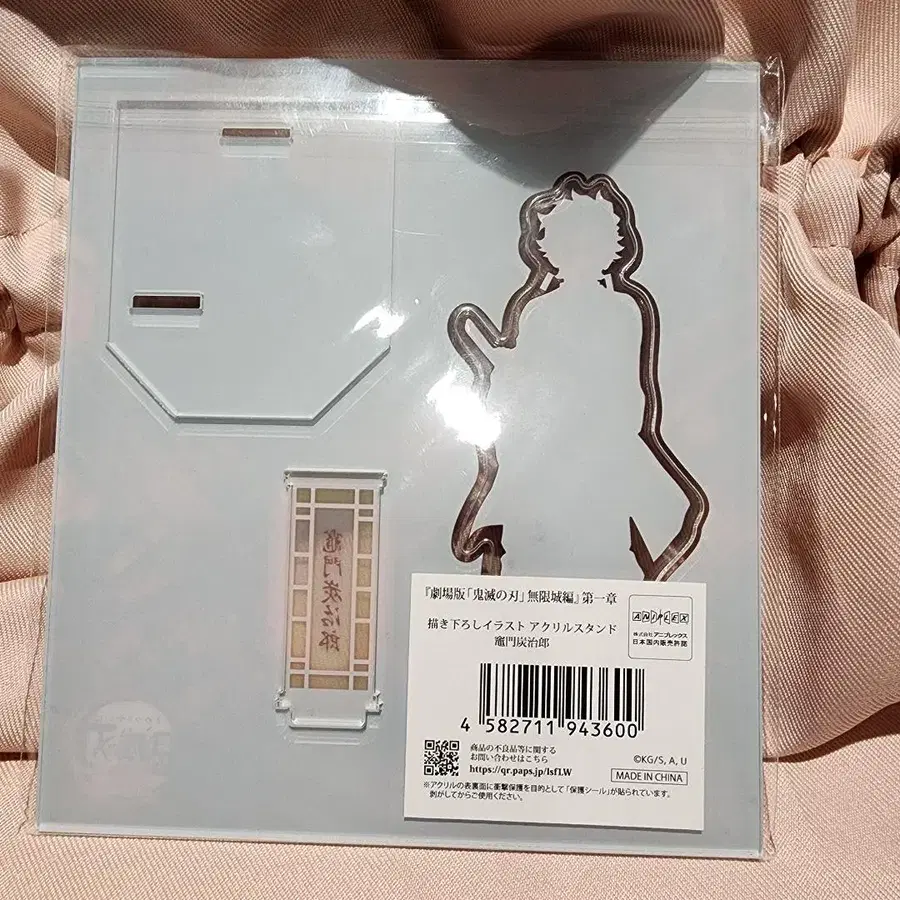 竈門炭治郎
『劇場版「鬼滅の刃」無限城編』第一章
描き下ろしイラスト アクリルスタンド
竈門炭治郎
ANIPLEX
株式会社アニプレックス
日本国内販売許諾
4 582711 943600
商品の不良品等に関する
お問い合わせはこちら
https://qr.paps.jp/lsfLW
©KG/S, A, U
MADE IN CHINA
※アクリルの表裏面に衝撃保護を目的として「保護シール」が貼られています。
剥がしてからご使用ください。